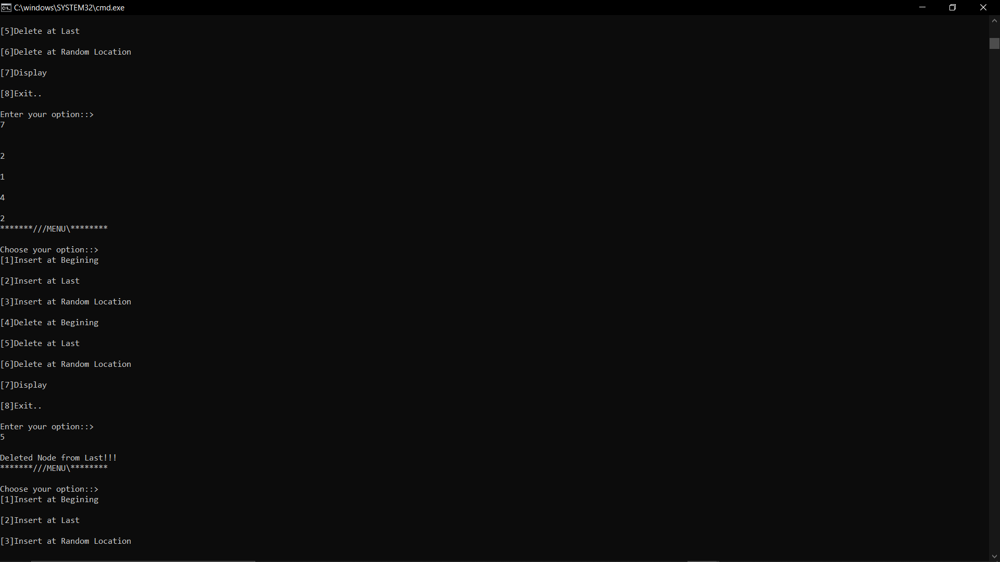 C:\windows\SYSTEM32\cmd.exe
[5]Delete at Last
[6]Delete at Random Location
[7]Display
[8]Exit..
Enter your option::>
7
2
1
4
2
*******///MENU\********
Choose your option::>
[1]Insert at Begining
[2]Insert at Last
[3]Insert at Random Location
[4]Delete at Begining
[5]Delete at Last
[6]Delete at Random Location
[7]Display
[8]Exit..
Enter your option::>
5
Deleted Node from Last!!!
*******///MENU\********
Choose your option::>
[1]Insert at Begining
[2]Insert at Last
[3]Insert at Random Location